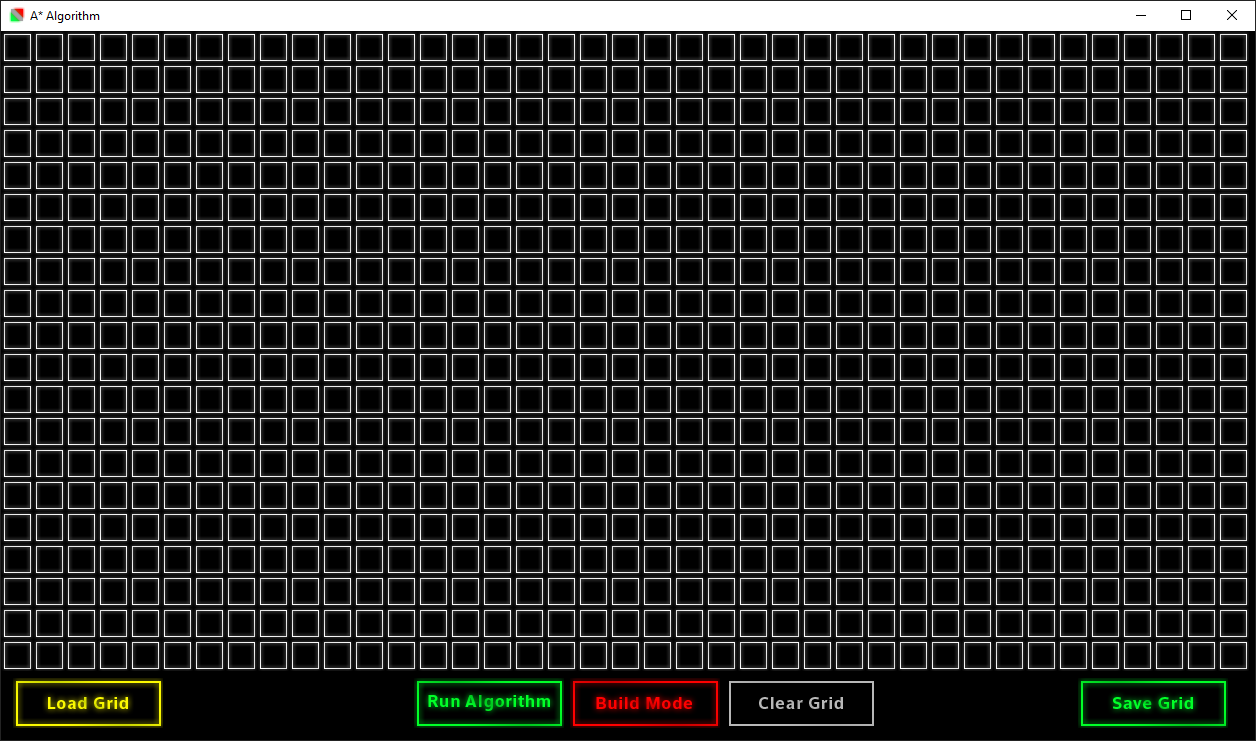 A* Algorithm
Load Grid
Run Algorithm
Build Mode
Clear Grid
Save Grid